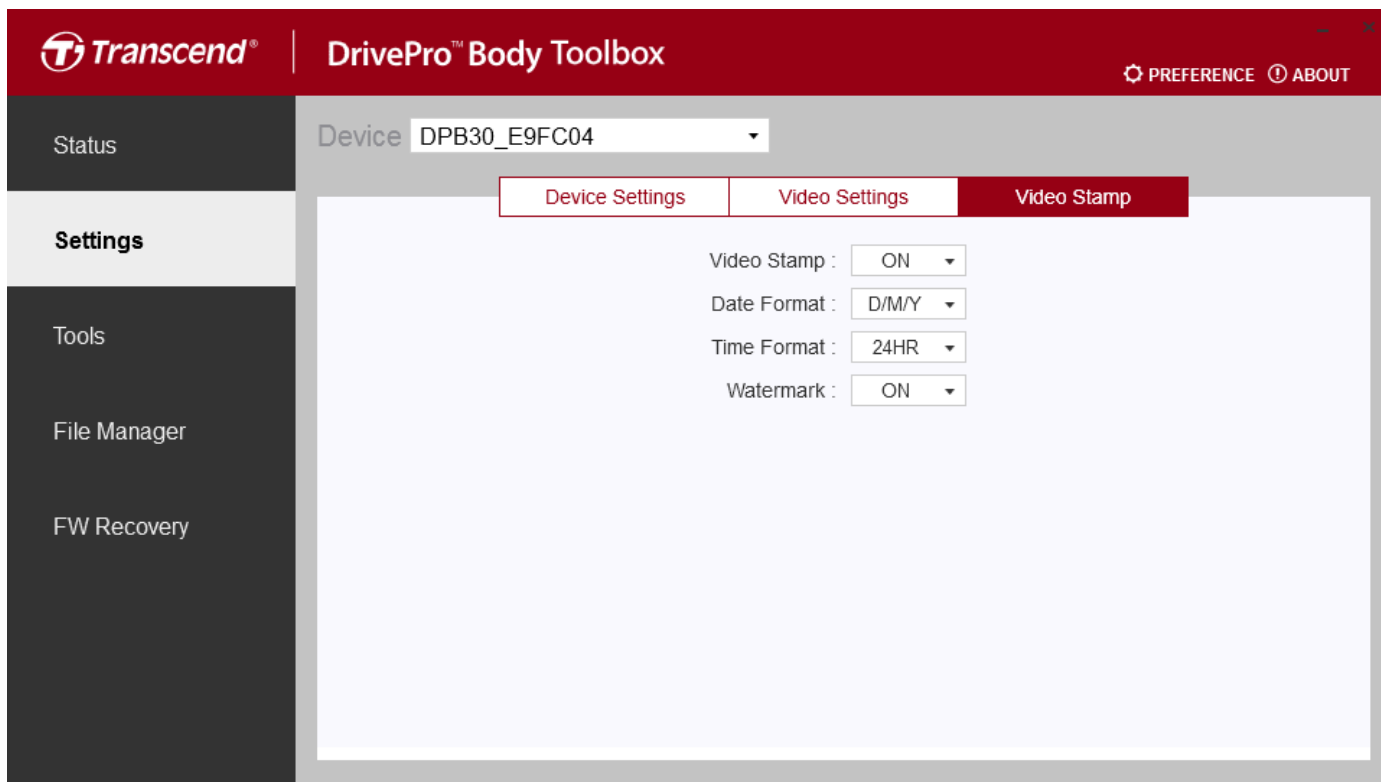 Transcend®
DrivePro™ Body Toolbox
PREFERENCE ABOUT
Status
Settings
Tools
File Manager
FW Recovery
Device DPB30_E9FC04
Device Settings Video Settings Video Stamp
Video Stamp : ON
Date Format : D/M/Y
Time Format : 24HR
Watermark : ON